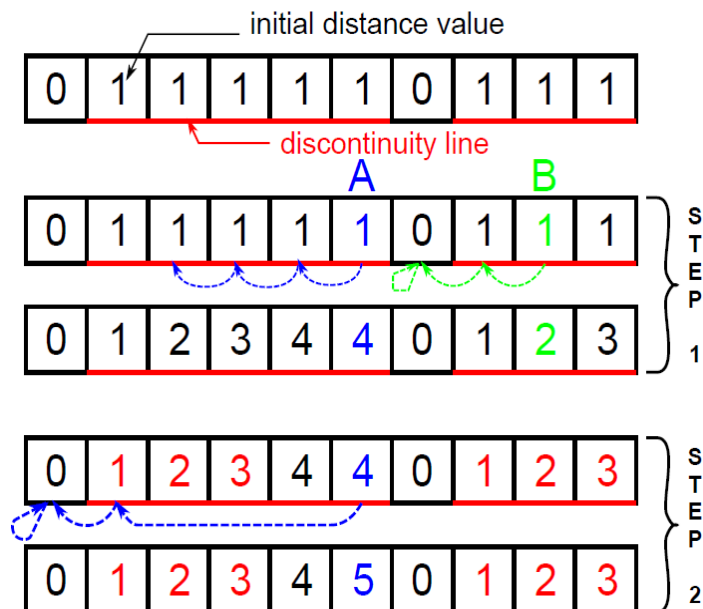 initial distance value
0 1 1 1 1 1 0 1 1 1
discontinuity line
A B
0 1 1 1 1 1 0 1 1 1
0 1 2 3 4 4 0 1 2 3
STEP 1
0 1 2 3 4 4 0 1 2 3
0 1 2 3 4 5 0 1 2 3
STEP 2